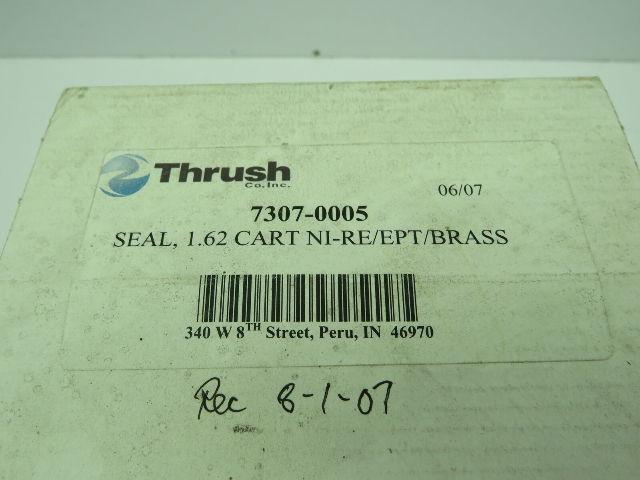 Thrush
Co. Inc.
06/07
7307-0005
SEAL, 1.62 CART NI-RE/EPT/BRASS
340 W 8TH Street, Peru, IN 46970
Rec 8-1-07